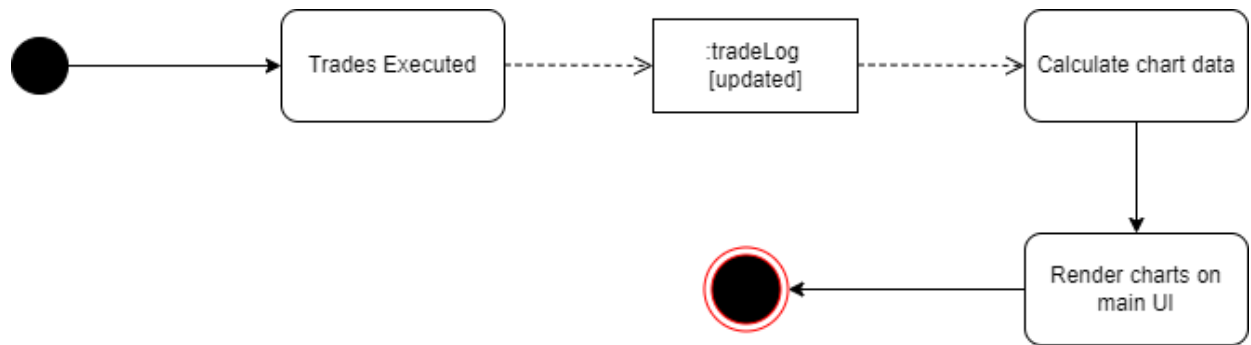 Trades Executed
:tradeLog
[updated]
Calculate chart data
Render charts on
main UI